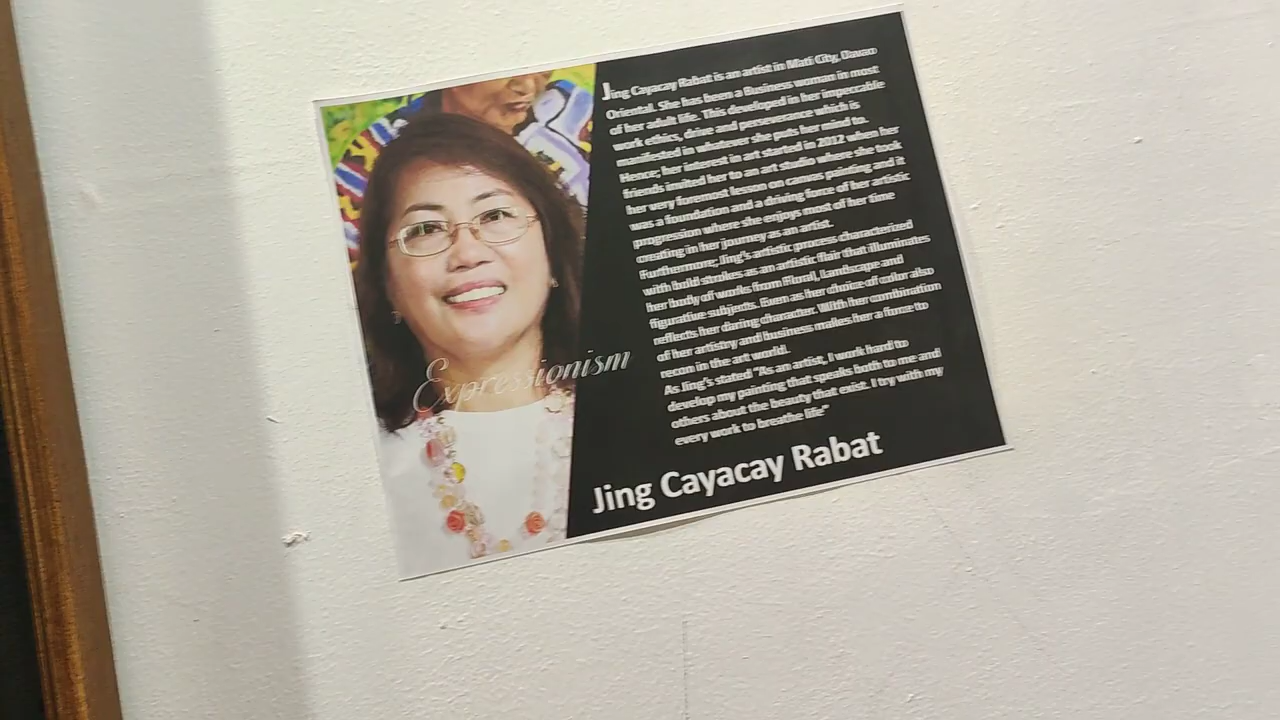 Expressionism
Jing Cayacay Rabat is an artist in Mati City, Davao
Oriental. She has been a Business woman in most
of her adult life. This developed in her impeccable
work ethics, drive and perseverance which is
manifested in whatever she puts her mind to.
Hence; her interest in art started in 2012 when her
friends invited her to an art studio where she took
her very foremost lesson on canvas painting and it
was a foundation and a driving force of her artistic
progression where she enjoys most of her time
creating in her journey as an artist.
Furthermore; Jing's artistic process characterized
with bold strokes as an artistic flair that illuminates
her body of works from Floral, Landscape and
figurative subjects. Even as her choice of color also
reflects her daring character. With her combination
of her artistry and business makes her a fource to
recon in the art world.
As Jing's stated "As an artist, I work hard to
develop my painting that speaks both to me and
others about the beauty that exist. I try with my
every work to breathe life"
Jing Cayacay Rabat